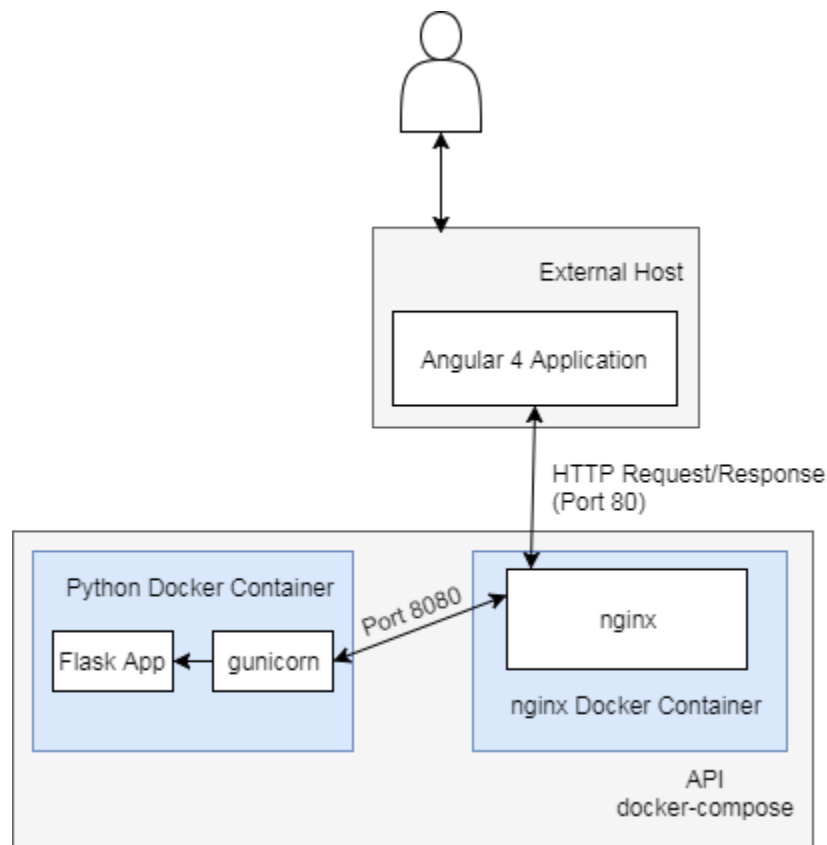 External Host
Angular 4 Application
HTTP Request/Response
(Port 80)
Python Docker Container
Port 8080
nginx
Flask App
gunicorn
nginx Docker Container
API
docker-compose